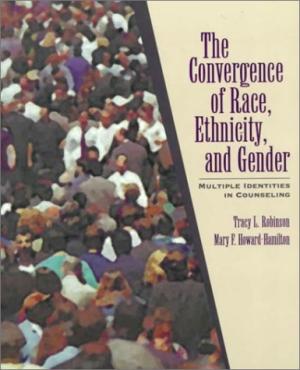 The
Convergence
of Race,
Ethnicity,
and Gender
Multiple Identities
in Counseling
Tracy L. Robinson
Mary F. Howard-Hamilton